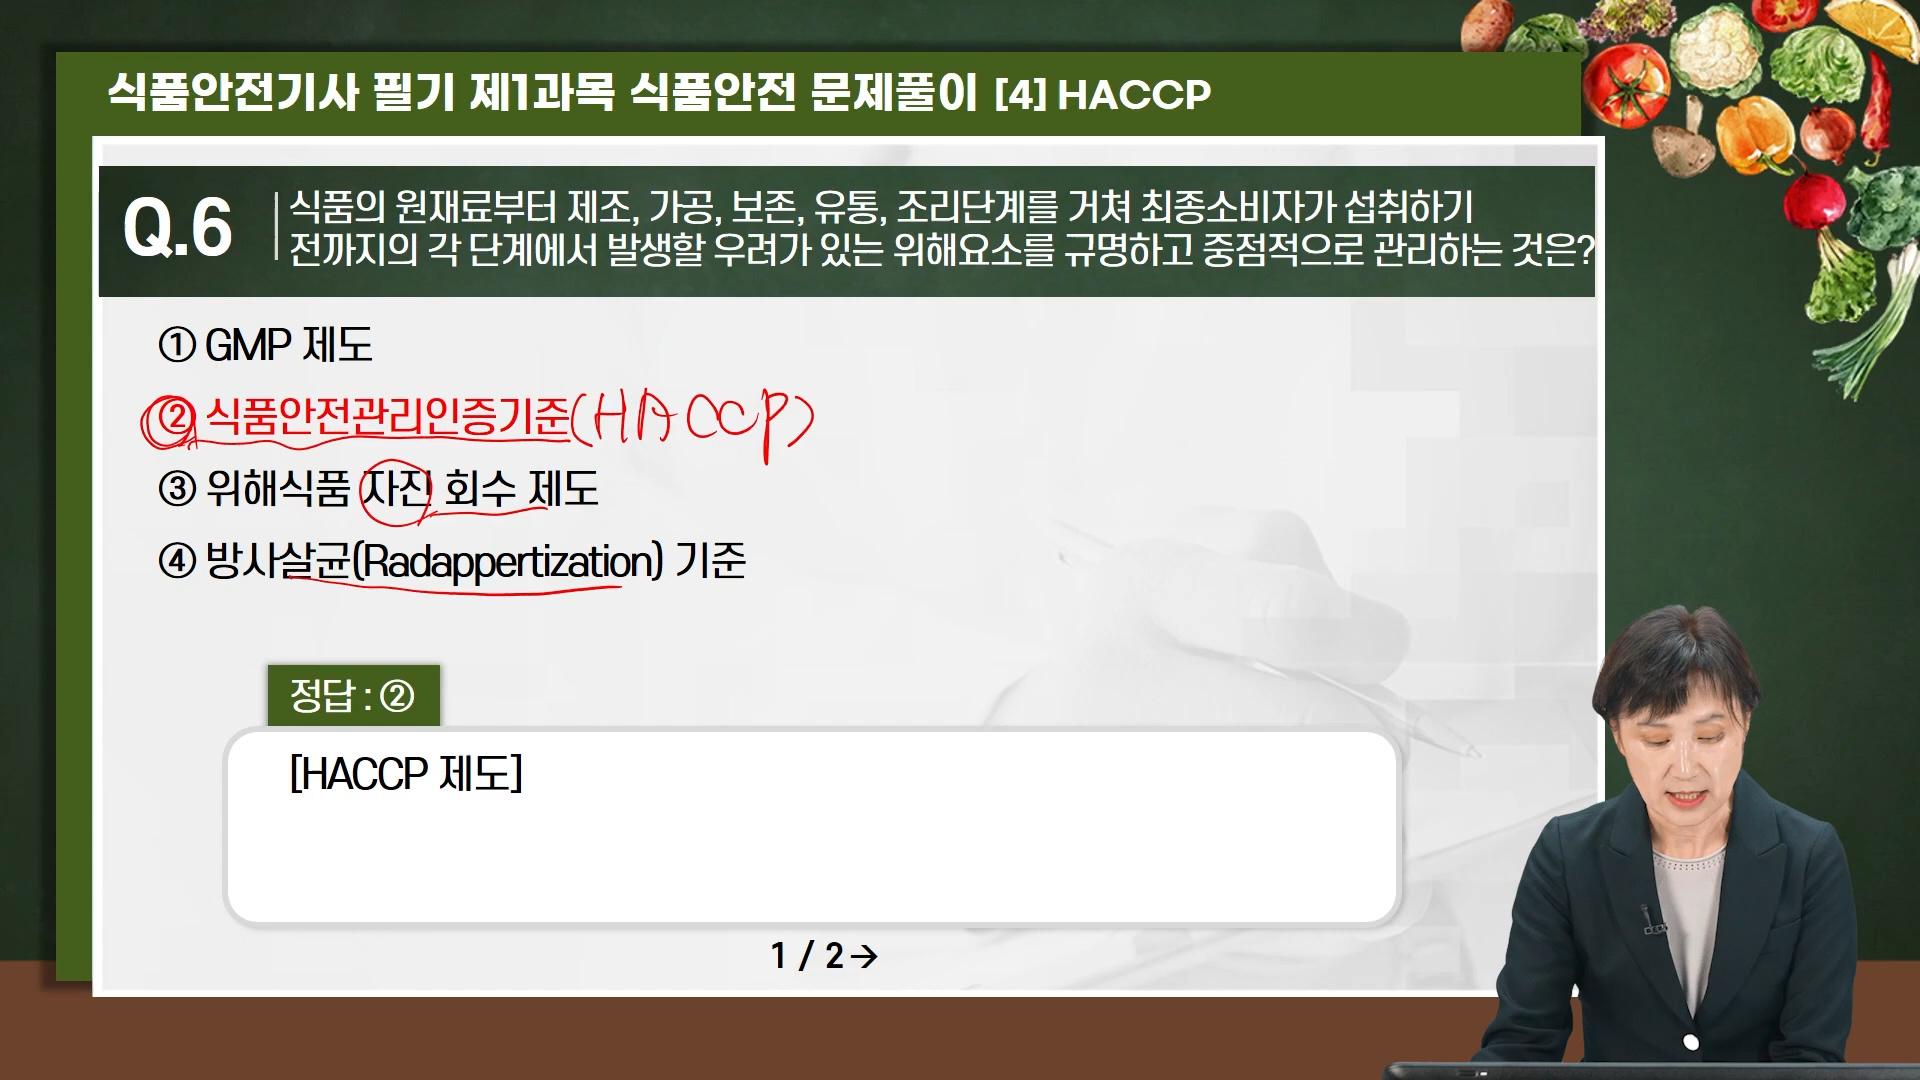 식품안전기사 필기 제1과목 식품안전 문제풀이 [4] HACCP
Q.6
식품의 원재료부터 제조, 가공, 보존, 유통, 조리단계를 거쳐 최종소비자가 섭취하기
전까지의 각 단계에서 발생할 우려가 있는 위해요소를 규명하고 중점적으로 관리하는 것은?
① GMP 제도
② 식품안전관리인증기준(HACCP)
③ 위해식품 자진 회수 제도
④ 방사살균(Radappertization) 기준
정답 : ②
[HACCP 제도]
1 / 2→